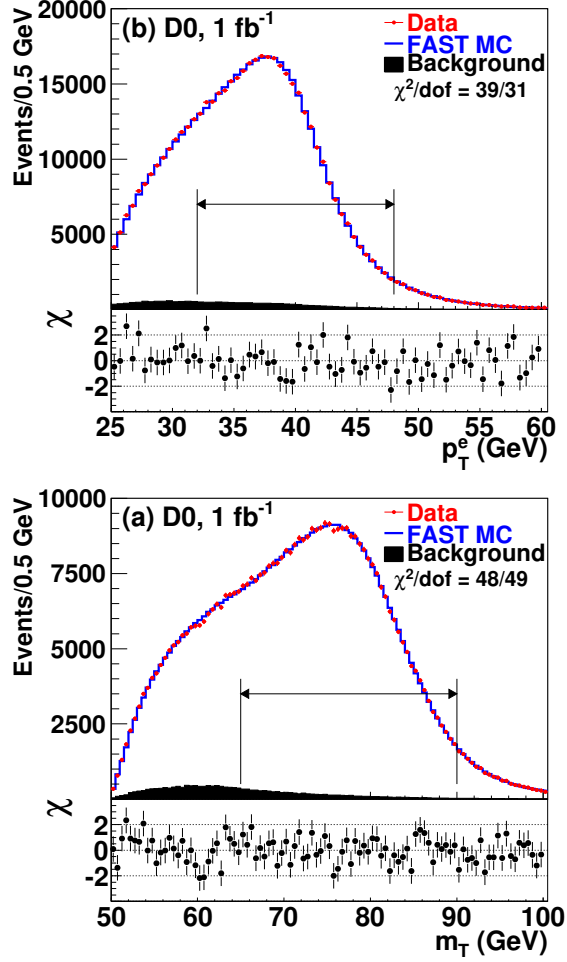 (b) D0, 1 fb⁻¹
Data
FAST MC
Background
χ²/dof = 39/31
Events/0.5 GeV
20000
15000
10000
5000
χ
2
0
-2
25 30 35 40 45 50 55 60
p_T^e (GeV)
(a) D0, 1 fb⁻¹
Data
FAST MC
Background
χ²/dof = 48/49
Events/0.5 GeV
10000
7500
5000
2500
χ
2
0
-2
50 60 70 80 90 100
m_T (GeV)